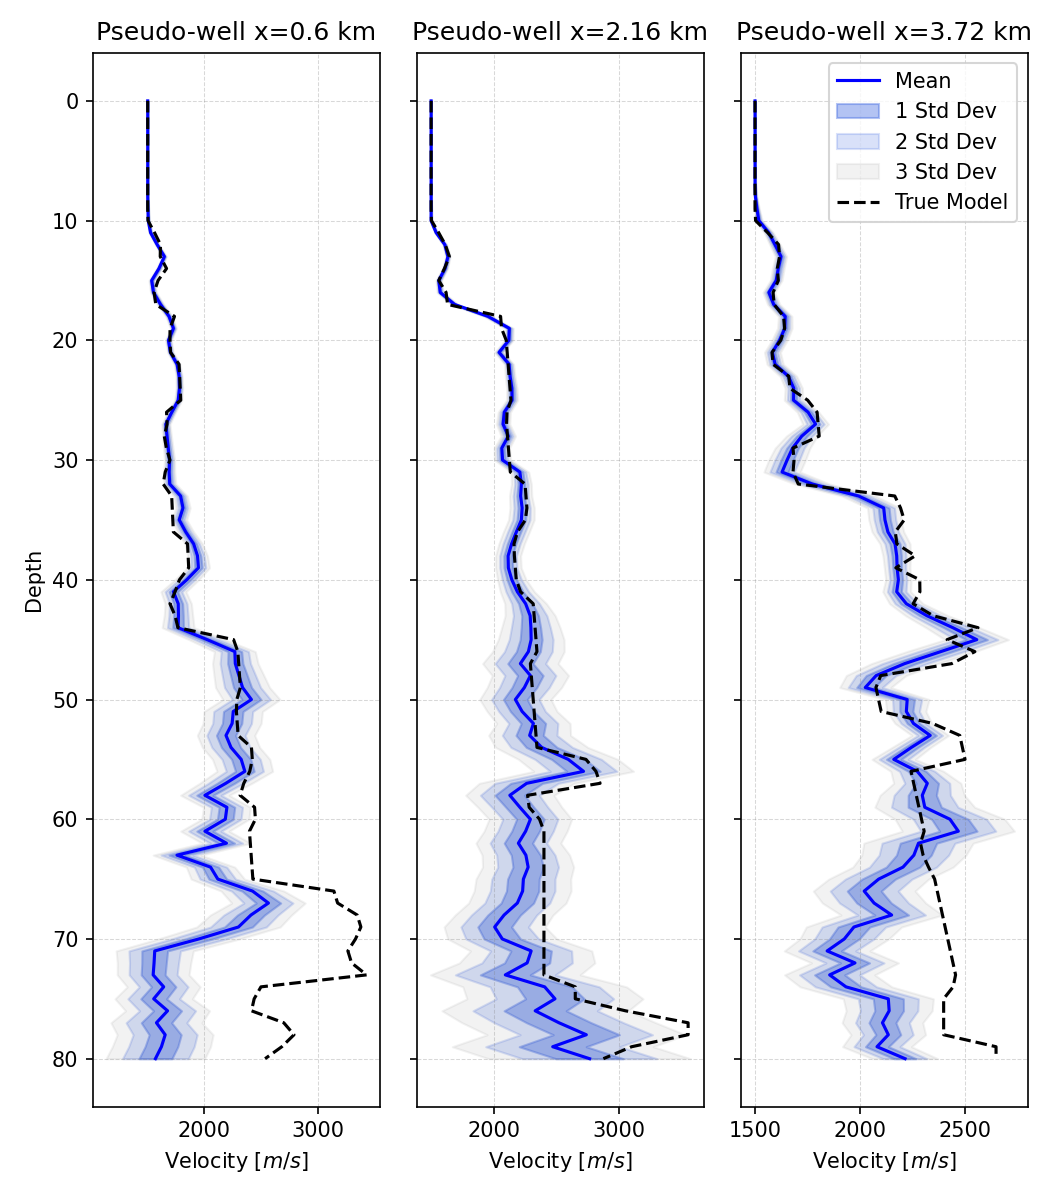 Pseudo-well x=0.6 km
Pseudo-well x=2.16 km
Pseudo-well x=3.72 km
Mean
1 Std Dev
2 Std Dev
3 Std Dev
True Model
Depth
0
10
20
30
40
50
60
70
80
2000 3000
2000 3000
1500 2000 2500
Velocity [m/s]
Velocity [m/s]
Velocity [m/s]